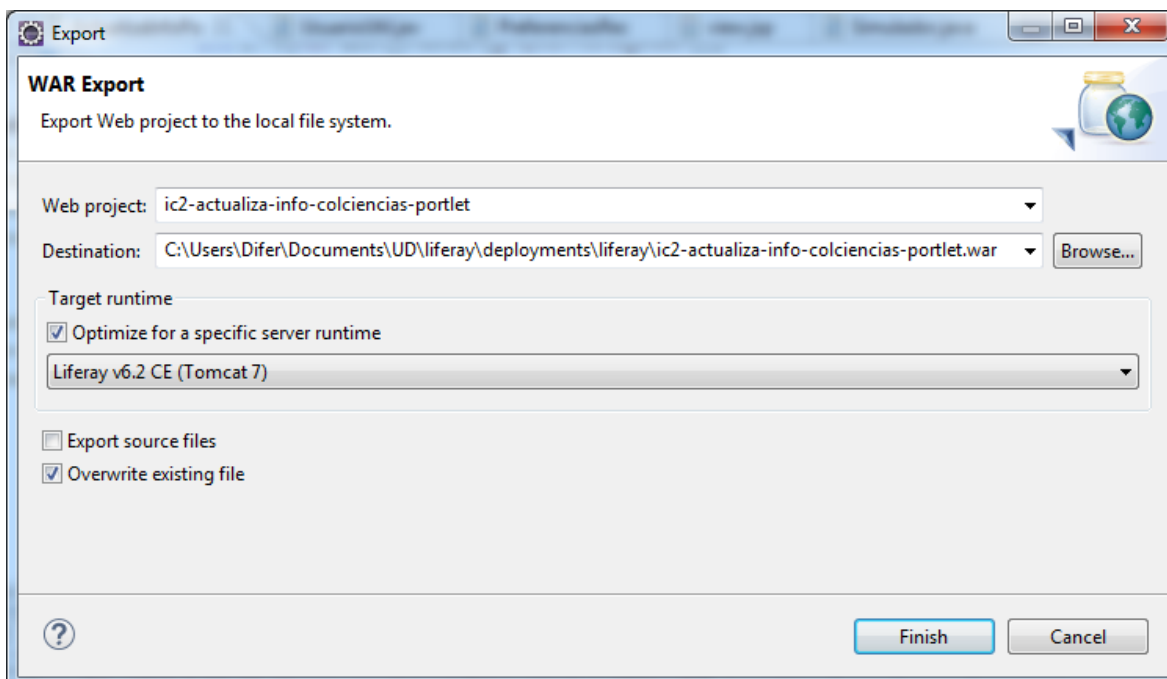 Export
WAR Export
Export Web project to the local file system.
Web project: ic2-actualiza-info-colciencias-portlet
Destination: C:\Users\Difer\Documents\UD\liferay\deployments\liferay\ic2-actualiza-info-colciencias-portlet.war Browse...
Target runtime
Optimize for a specific server runtime
Liferay v6.2 CE (Tomcat 7)
Export source files
Overwrite existing file
? Finish Cancel